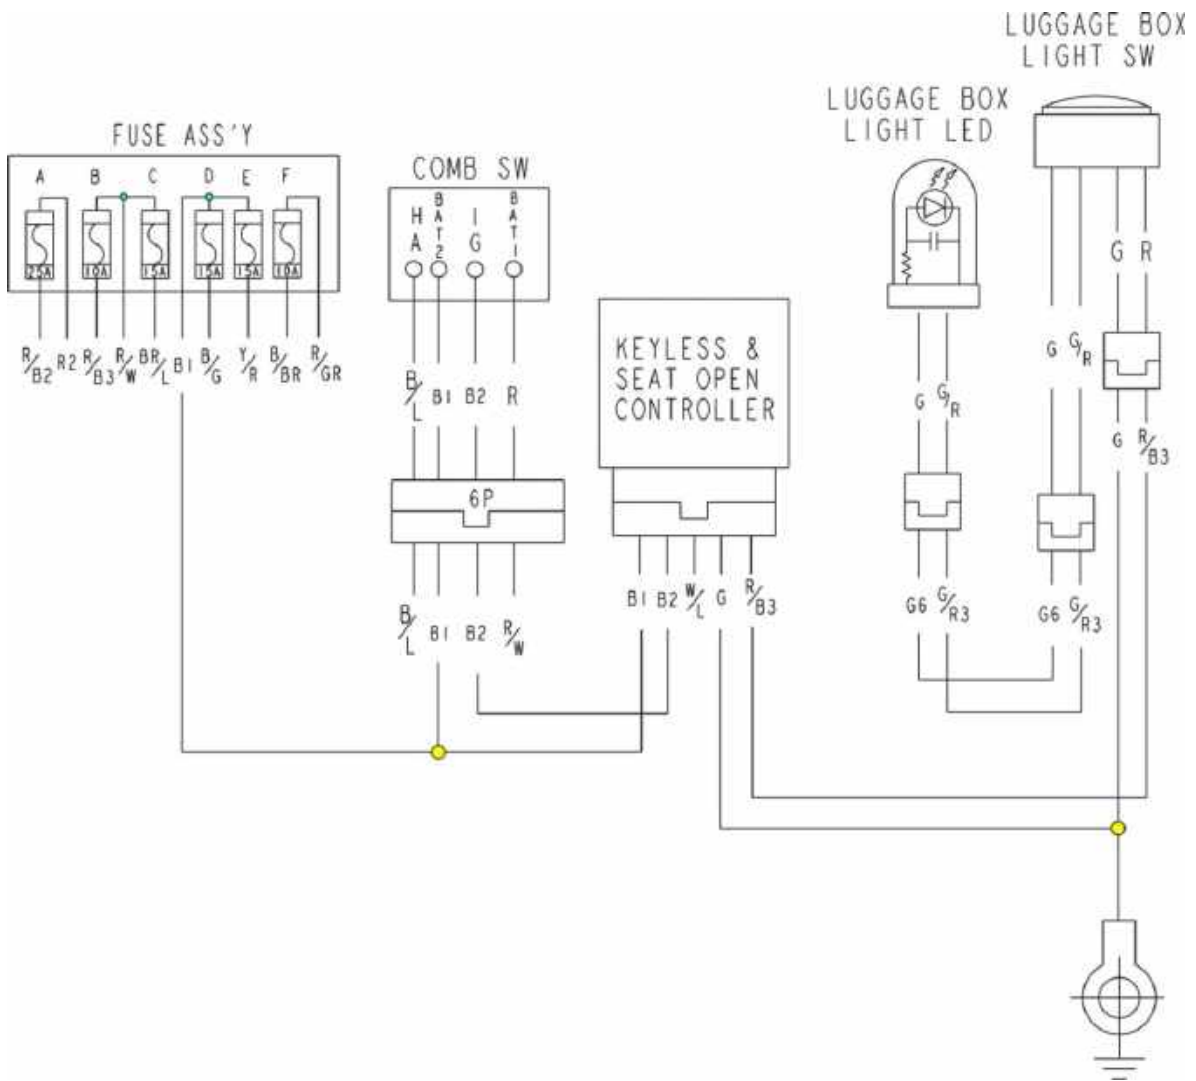 LUGGAGE BOX
LIGHT SW
LUGGAGE BOX
LIGHT LED
FUSE ASS'Y
COMB SW
A B C D E F
25A 10A 15A 15A 15A 10A
HA BAT2 IG BAT1
R/B2 R2 R/B3 R/W BR/L B1 B/G Y/R B/BR R/GR
G R
G G/R
KEYLESS &
SEAT OPEN
CONTROLLER
B/L B1 B2 R
G G/R
G R/B3
6P
B1 B2 W/L G R/B3
G6 G/R3
G6 G/R3
B/L B1 B2 R/W